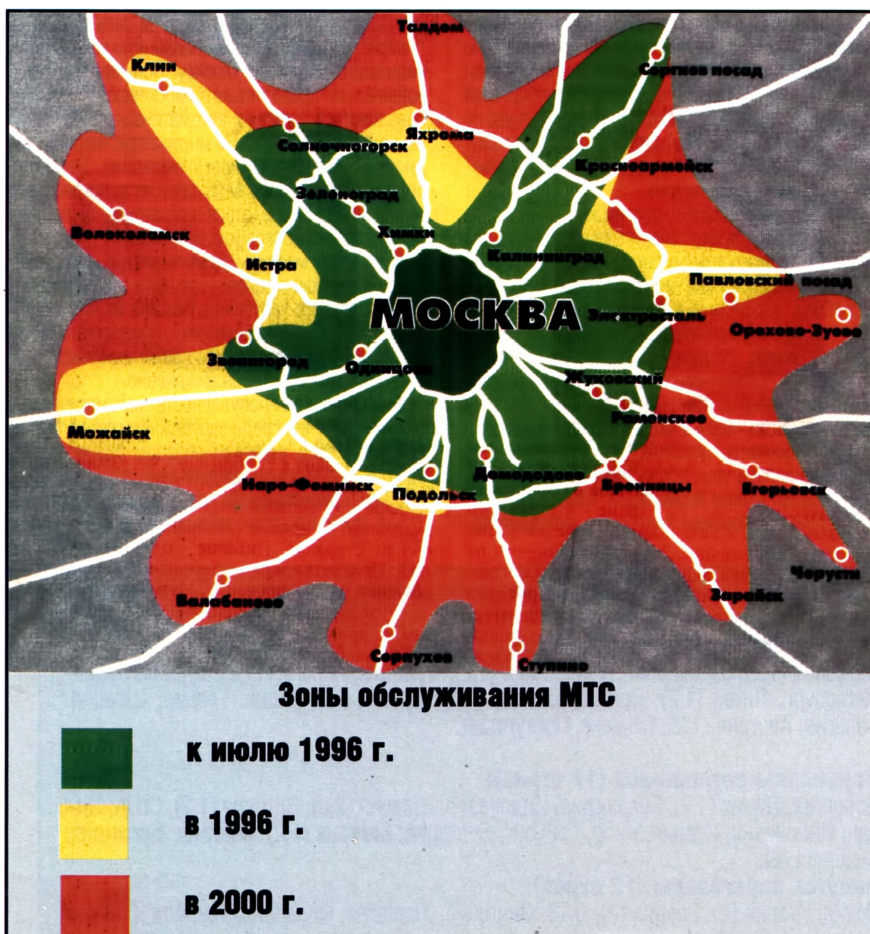 Талдом
Клин
Сергиев посад
Солнечногорск
Яхрома
Красноармейск
Зеленоград
Волоколамск
Химки
Калининград
Истра
Павловский посад
МОСКВА
Электросталь
Орехово-Зуево
Звенигород
Одинцово
Жуковский
Раменское
Можайск
Наро-Фоминск
Подольск
Домодедово
Бронницы
Егорьевск
Черусти
Балабаново
Зарайск
Серпухов
Ступино
Зоны обслуживания МТС
к июлю 1996 г.
в 1996 г.
в 2000 г.